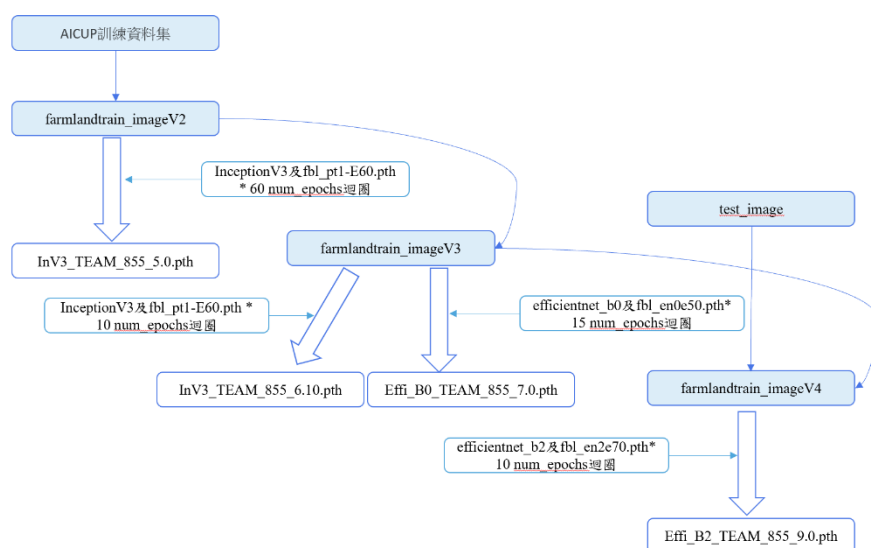 AICUP訓練資料集
farmlandtrain_imageV2
InceptionV3及fbl_pt1-E60.pth
* 60 num_epochs迴圈
test_image
InV3_TEAM_855_5.0.pth
farmlandtrain_imageV3
InceptionV3及fbl_pt1-E60.pth *
10 num_epochs迴圈
efficientnet_b0及fbl_en0e50.pth*
15 num_epochs迴圈
InV3_TEAM_855_6.10.pth
Effi_B0_TEAM_855_7.0.pth
farmlandtrain_imageV4
efficientnet_b2及fbl_en2e70.pth*
10 num_epochs迴圈
Effi_B2_TEAM_855_9.0.pth